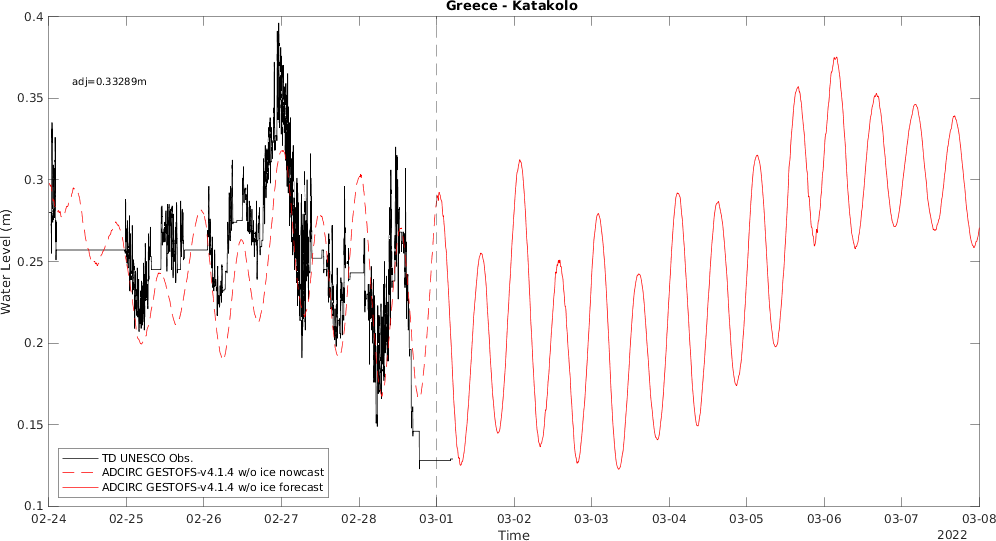 Greece - Katakolo
adj=0.33289m
0.4
0.35
0.3
0.25
0.2
0.15
0.1
Water Level (m)
TD UNESCO Obs.
ADCIRC GESTOFS-v4.1.4 w/o ice nowcast
ADCIRC GESTOFS-v4.1.4 w/o ice forecast
02-24 02-25 02-26 02-27 02-28 03-01 03-02 03-03 03-04 03-05 03-06 03-07 03-08
Time
2022